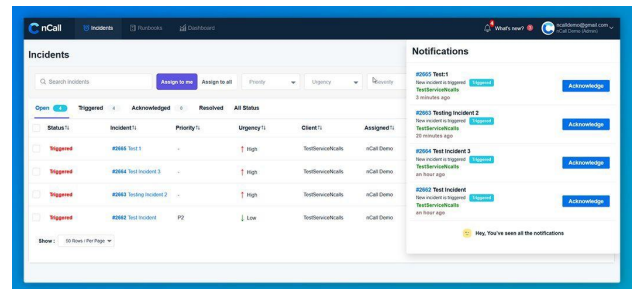 nCall
Incidents
Runbooks
Dashboard
What's new?
ncalldemo@gmail.com
nCall Demo (Admin)
Incidents
Search Incidents
Assign to me
Assign to all
Priority
Urgency
Severity
Open 4 Triggered 4 Acknowledged 0 Resolved All Status
Status Incident Priority Urgency Client Assigned
Triggered #2665 Test:1 - High TestServiceNcalls nCall Demo
Triggered #2664 Test Incident 3 - High TestServiceNcalls nCall Demo
Triggered #2663 Testing Incident 2 - High TestServiceNcalls nCall Demo
Triggered #2662 Test Incident P2 Low TestServiceNcalls nCall Demo
Show : 50 Rows / Per Page
Notifications
#2665 Test:1
New incident is triggered Triggered
TestServiceNcalls
3 minutes ago
Acknowledge
#2663 Testing Incident 2
New incident is triggered Triggered
TestServiceNcalls
20 minutes ago
Acknowledge
#2664 Test Incident 3
New incident is triggered Triggered
TestServiceNcalls
an hour ago
Acknowledge
#2662 Test Incident
New incident is triggered Triggered
TestServiceNcalls
an hour ago
Acknowledge
Hey, You've seen all the notifications